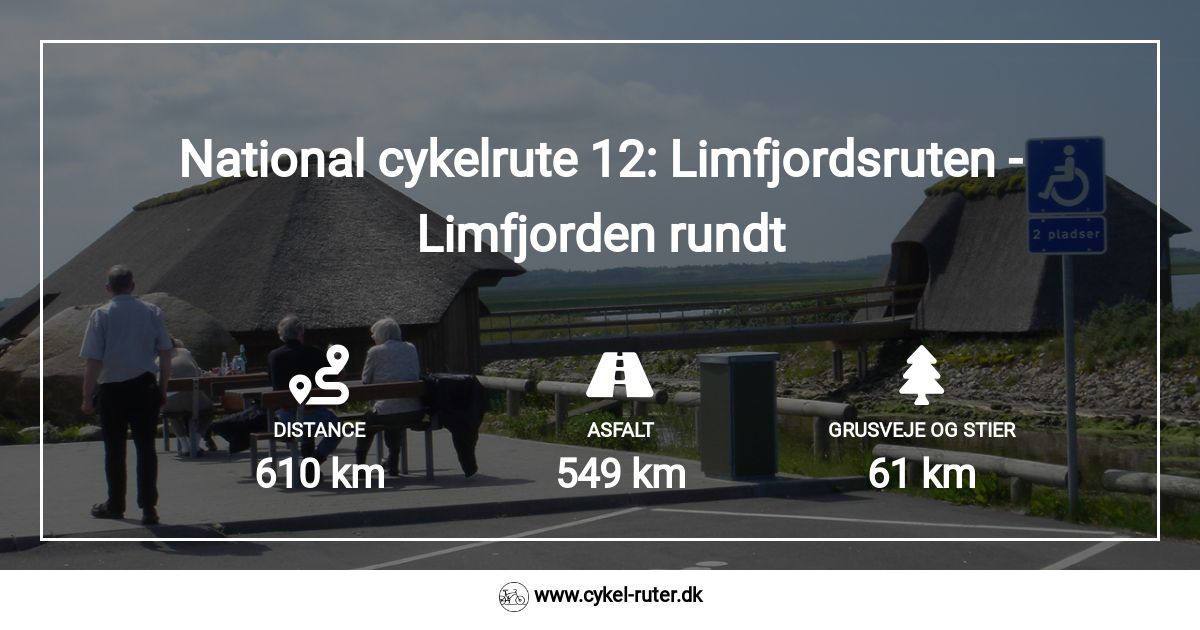 National cykelrute 12: Limfjordsruten -
Limfjorden rundt
2 pladser
DISTANCE
ASFALT
GRUSVEJE OG STIER
610 km
549 km
61 km
www.cykel-ruter.dk